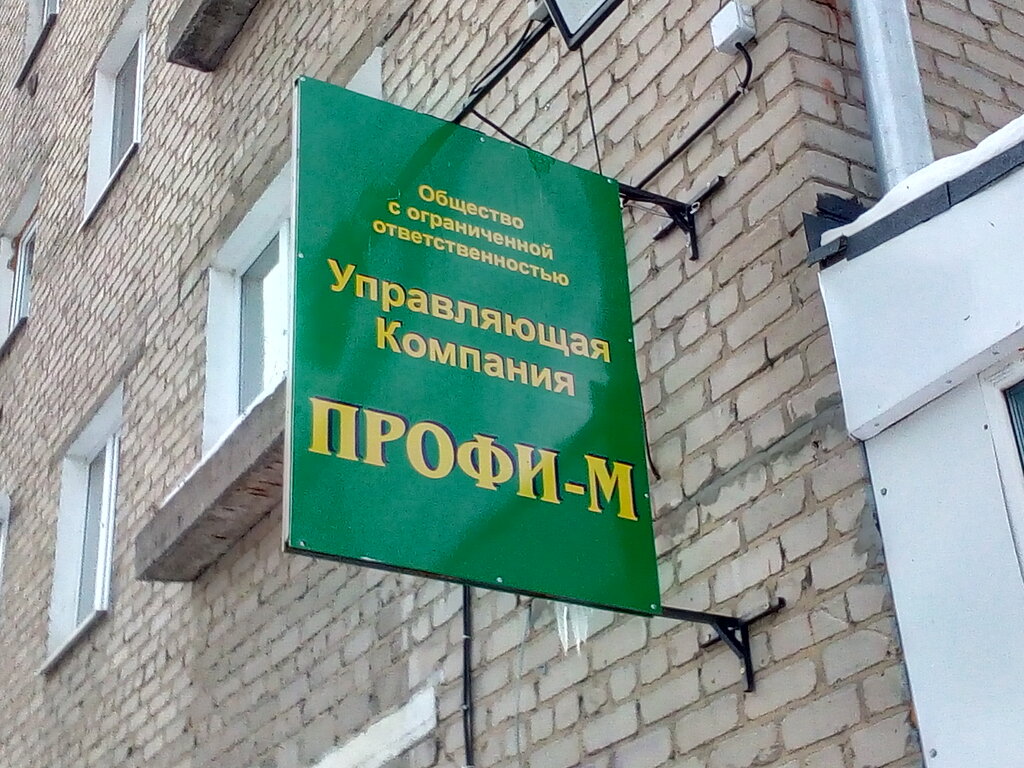 Общество
с ограниченной
ответственностью
Управляющая
Компания
ПРОФИ-М